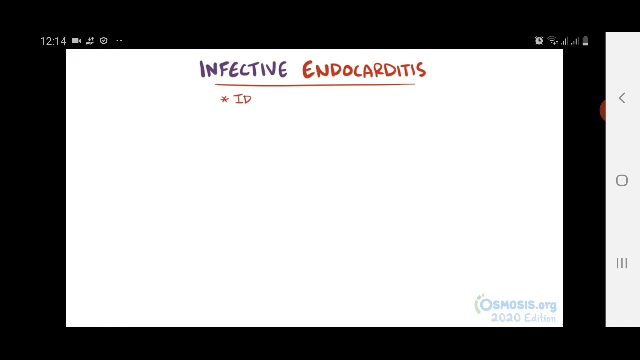 12:14
INFECTIVE ENDOCARDITIS
* ID
OSMOSIS.org
2020 Edition